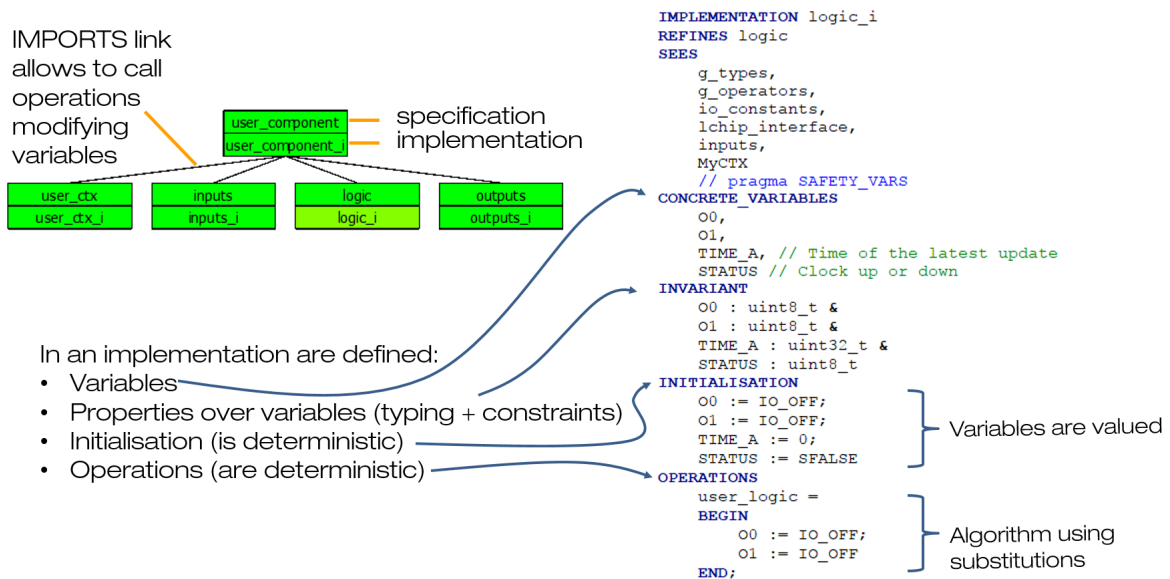 IMPORTS link
allows to call
operations
modifying
variables
user_component
user_component_i
specification
implementation
user_ctx
user_ctx_i
inputs
inputs_i
logic
logic_i
outputs
outputs_i
In an implementation are defined:
• Variables
• Properties over variables (typing + constraints)
• Initialisation (is deterministic)
• Operations (are deterministic)
IMPLEMENTATION logic_i
REFINES logic
SEES
g_types,
g_operators,
io_constants,
lchip_interface,
inputs,
MyCTX
// pragma SAFETY_VARS
CONCRETE_VARIABLES
O0,
O1,
TIME_A, // Time of the latest update
STATUS // Clock up or down
INVARIANT
O0 : uint8_t &
O1 : uint8_t &
TIME_A : uint32_t &
STATUS : uint8_t
INITIALISATION
O0 := IO_OFF;
O1 := IO_OFF;
TIME_A := 0;
STATUS := SFALSE
OPERATIONS
user_logic =
BEGIN
O0 := IO_OFF;
O1 := IO_OFF
END;
Variables are valued
Algorithm using
substitutions